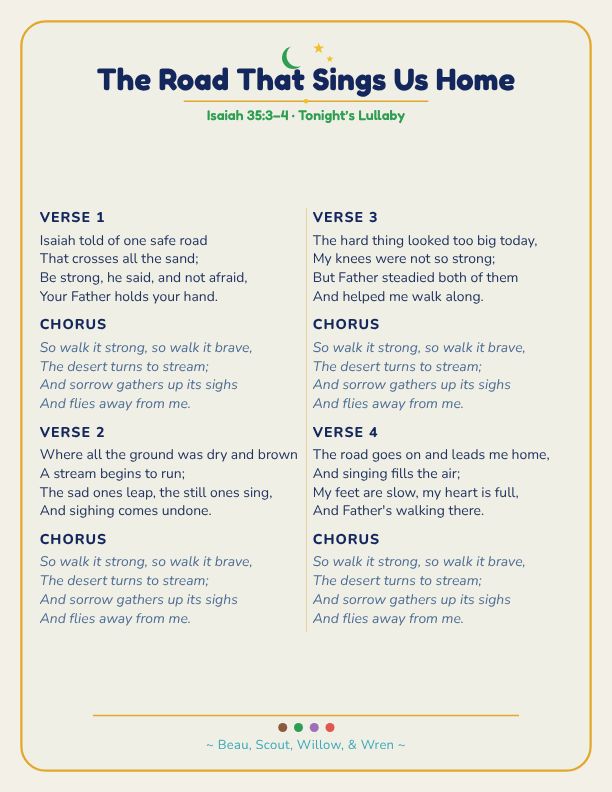 The Road That Sings Us Home
Isaiah 35:3–4 · Tonight's Lullaby
VERSE 1
Isaiah told of one safe road
That crosses all the sand;
Be strong, he said, and not afraid,
Your Father holds your hand.
CHORUS
So walk it strong, so walk it brave,
The desert turns to stream;
And sorrow gathers up its sighs
And flies away from me.
VERSE 2
Where all the ground was dry and brown
A stream begins to run;
The sad ones leap, the still ones sing,
And sighing comes undone.
CHORUS
So walk it strong, so walk it brave,
The desert turns to stream;
And sorrow gathers up its sighs
And flies away from me.
VERSE 3
The hard thing looked too big today,
My knees were not so strong;
But Father steadied both of them
And helped me walk along.
CHORUS
So walk it strong, so walk it brave,
The desert turns to stream;
And sorrow gathers up its sighs
And flies away from me.
VERSE 4
The road goes on and leads me home,
And singing fills the air;
My feet are slow, my heart is full,
And Father's walking there.
CHORUS
So walk it strong, so walk it brave,
The desert turns to stream;
And sorrow gathers up its sighs
And flies away from me.
~ Beau, Scout, Willow, & Wren ~